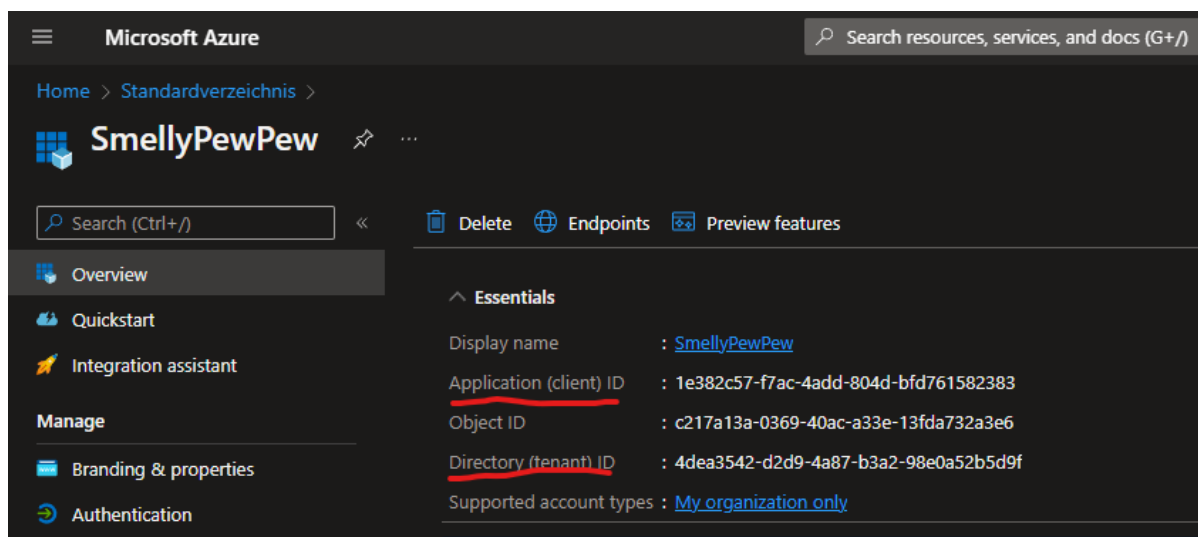 Microsoft Azure
Search resources, services, and docs (G+/)
Home > Standardverzeichnis >
SmellyPewPew
Search (Ctrl+/)
Delete Endpoints Preview features
Overview
Quickstart
Integration assistant
Manage
Branding & properties
Authentication
Essentials
Display name : SmellyPewPew
Application (client) ID : 1e382c57-f7ac-4add-804d-bfd761582383
Object ID : c217a13a-0369-40ac-a33e-13fda732a3e6
Directory (tenant) ID : 4dea3542-d2d9-4a87-b3a2-98e0a52b5d9f
Supported account types : My organization only